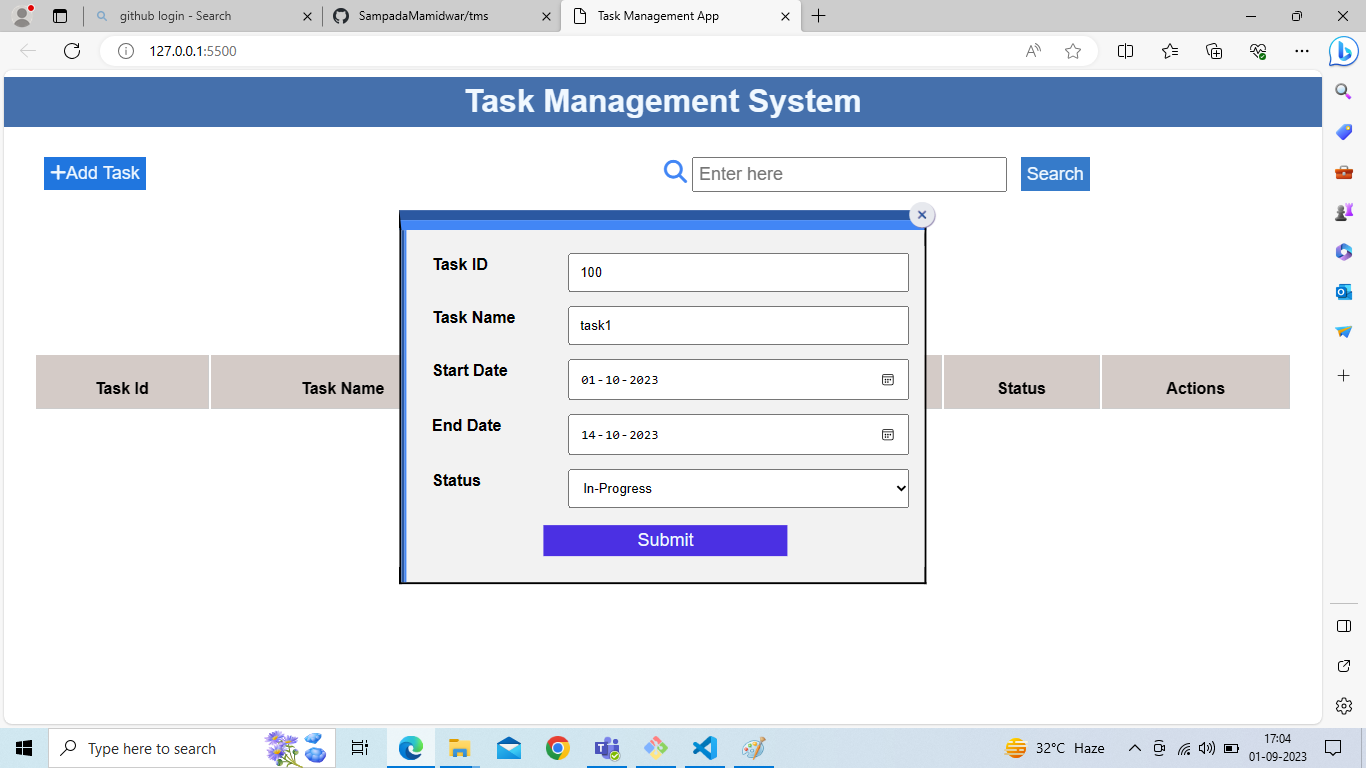 github login - Search
SampadaMamidwar/tms
Task Management App
127.0.0.1:5500
Task Management System
+Add Task
Enter here
Search
Task ID
100
Task Name
task1
Start Date
01-10-2023
End Date
14-10-2023
Status
In-Progress
Submit
Task Id
Task Name
Status
Actions
Type here to search
32°C Haze
17:04
01-09-2023